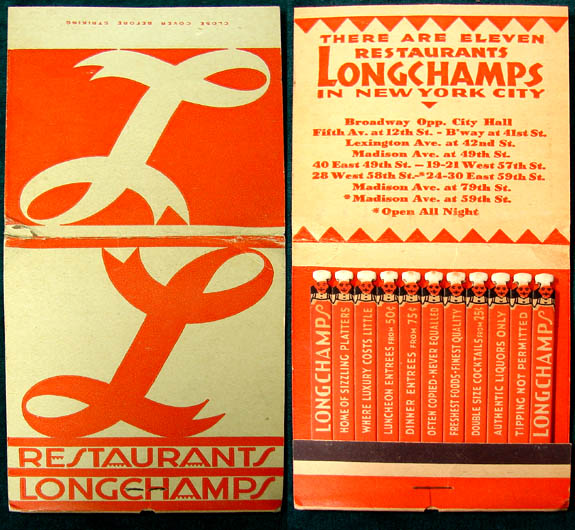 CLOSE COVER BEFORE STRIKING
L
L
RESTAURANTS
LONGCHAMPS
THERE ARE ELEVEN
RESTAURANTS
LONGCHAMPS
IN NEW YORK CITY
Broadway Opp. City Hall
Fifth Av. at 12th St. - B'way at 41st St.
Lexington Ave. at 42nd St.
Madison Ave. at 49th St.
40 East 49th St. — 19-21 West 57th St.
28 West 58th St.-*24-30 East 59th St.
Madison Ave. at 79th St.
*Madison Ave. at 59th St.
*Open All Night
LONGCHAMPS
HOME OF SIZZLING PLATTERS
WHERE LUXURY COSTS LITTLE
LUNCHEON ENTREES FROM 50¢
DINNER ENTREES FROM 75¢
OFTEN COPIED-NEVER EQUALLED
FRESHEST FOODS-FINEST QUALITY
DOUBLE SIZE COCKTAILS FROM 25¢
AUTHENTIC LIQUORS ONLY
TIPPING NOT PERMITTED
LONGCHAMPS